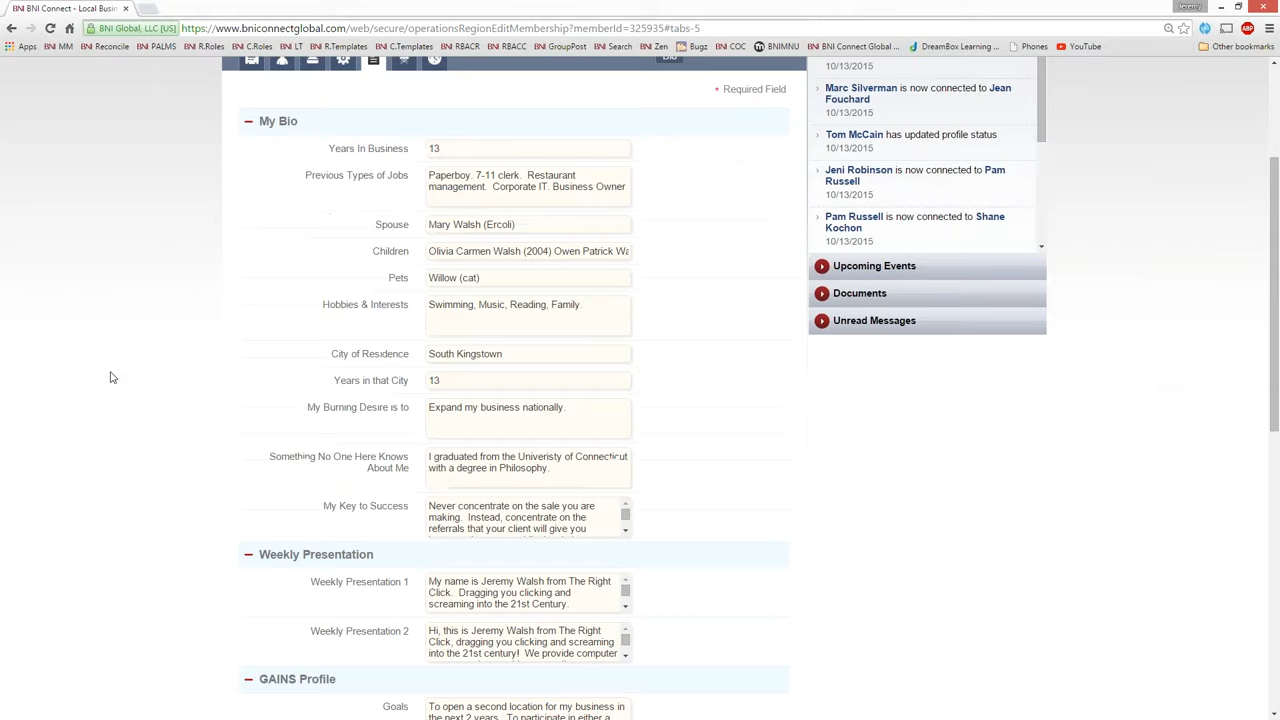 BNI Connect - Local Busin
Jeremy
BNI Global, LLC [US] https://www.bniconnectglobal.com/web/secure/operationsRegionEditMembership?memberId=325935#tabs-5
Apps BNI MM Reconcile BNI PALMS R.Roles C.Roles LT R.Templates C.Templates RBACR RBACC GroupPost Search Zen Bugz BNI COC BNIMNU BNI Connect Global ... DreamBox Learning ... Phones YouTube Other bookmarks
Bio
* Required Field
My Bio
Years In Business 13
Previous Types of Jobs Paperboy. 7-11 clerk. Restaurant
management. Corporate IT. Business Owner
Spouse Mary Walsh (Ercoli)
Children Olivia Carmen Walsh (2004) Owen Patrick Wa
Pets Willow (cat)
Hobbies & Interests Swimming, Music, Reading, Family.
City of Residence South Kingstown
Years in that City 13
My Burning Desire is to Expand my business nationally.
Something No One Here Knows I graduated from the Univeristy of Connecticut
About Me with a degree in Philosophy.
My Key to Success Never concentrate on the sale you are
making. Instead, concentrate on the
referrals that your client will give you
Weekly Presentation
Weekly Presentation 1 My name is Jeremy Walsh from The Right
Click. Dragging you clicking and
screaming into the 21st Century.
Weekly Presentation 2 Hi, this is Jeremy Walsh from The Right
Click, dragging you clicking and screaming
into the 21st century! We provide computer
GAINS Profile
Goals To open a second location for my business in
the next 2 years. To participate in either a
10/13/2015
Marc Silverman is now connected to Jean
Fouchard
10/13/2015
Tom McCain has updated profile status
10/13/2015
Jeni Robinson is now connected to Pam
Russell
10/13/2015
Pam Russell is now connected to Shane
Kochon
10/13/2015
Upcoming Events
Documents
Unread Messages